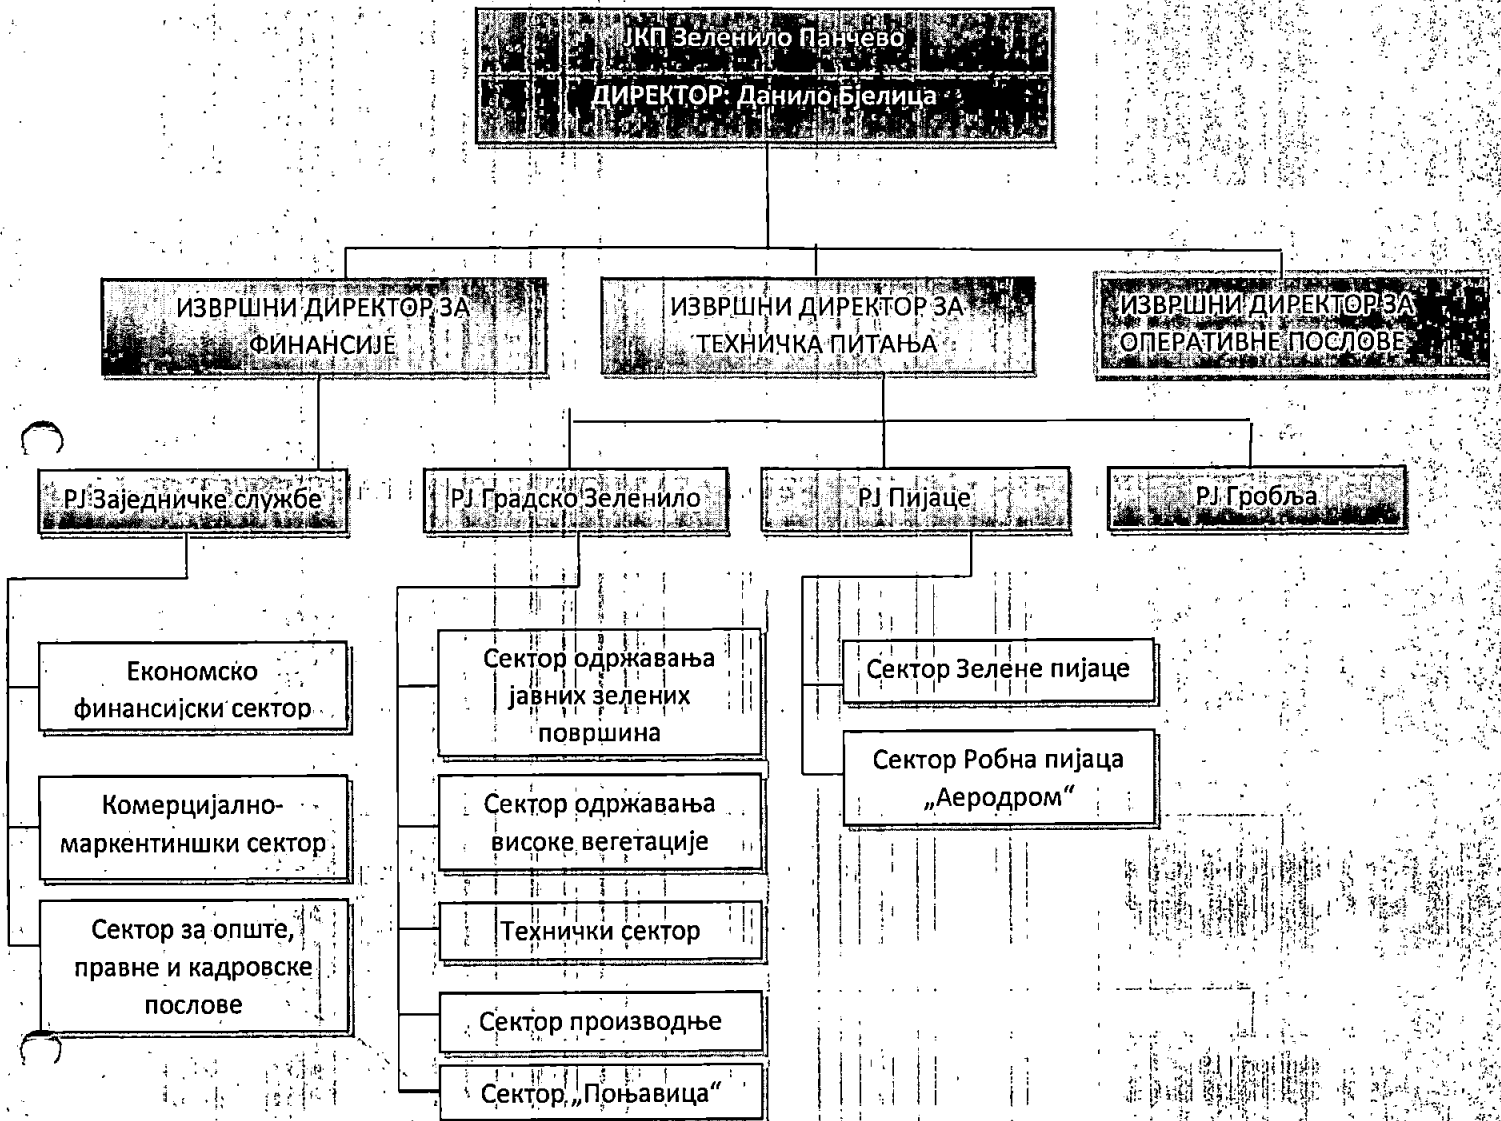 ЈКП Зеленило Панчево
ДИРЕКТОР: Данило Бјелица
ИЗВРШНИ ДИРЕКТОР ЗА
ФИНАНСИЈЕ
ИЗВРШНИ ДИРЕКТОР ЗА
ТЕХНИЧКА ПИТАЊА
ИЗВРШНИ ДИРЕКТОР ЗА
ОПЕРАТИВНЕ ПОСЛОВЕ
РЈ Заједничке службе
РЈ Градско Зеленило
РЈ Пијаце
РЈ Гробља
Економско
финансијски сектор
Комерцијално-
маркентиншки сектор
Сектор за опште,
правне и кадровске
послове
Сектор одржавања
јавних зелених
површина
Сектор одржавања
високе вегетације
Технички сектор
Сектор производње
Сектор „Поњавица“
Сектор Зелене пијаце
Сектор Робна пијаца
„Аеродром“